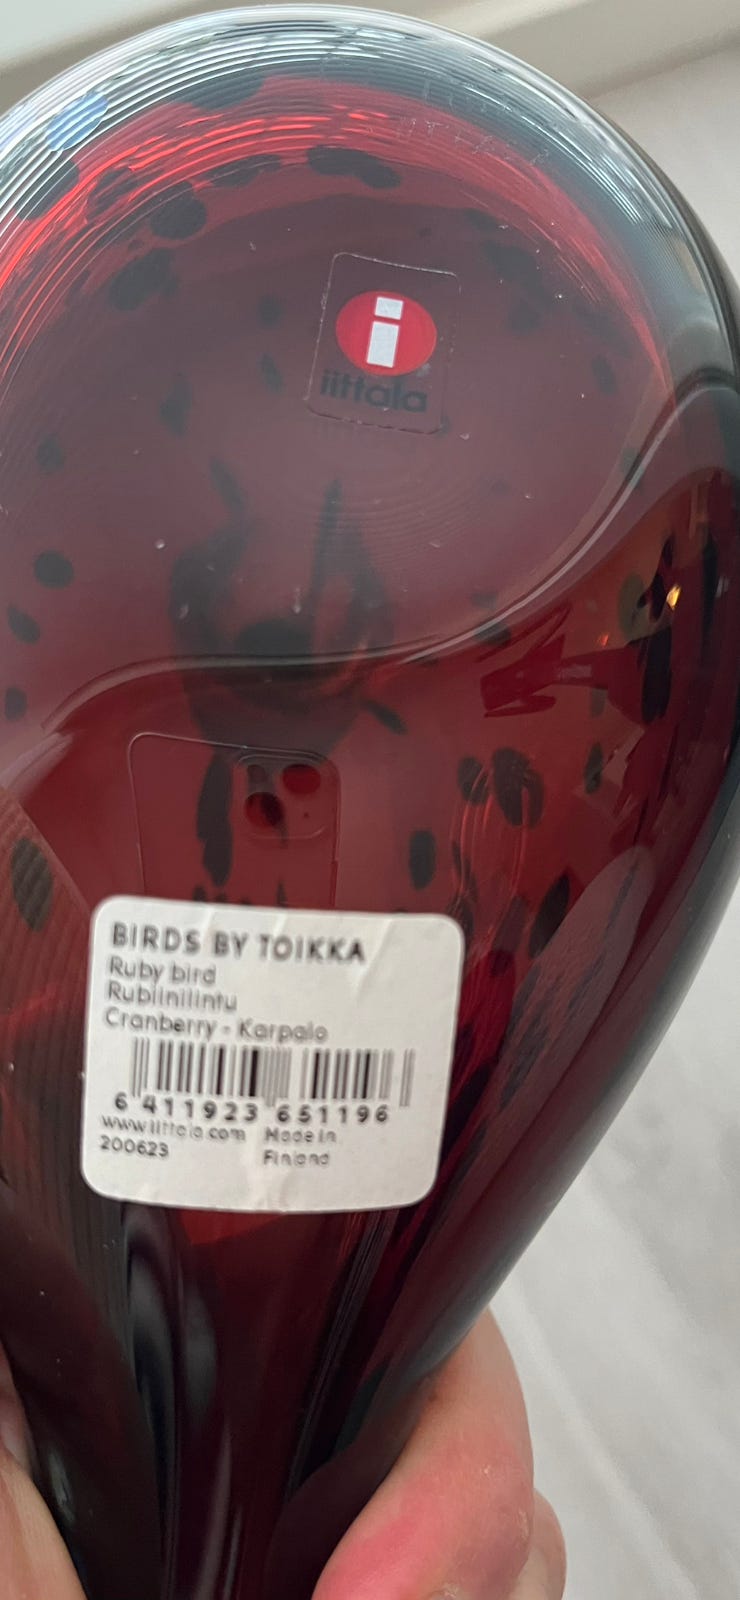 iittala
BIRDS BY TOIKKA
Ruby bird
Rubiinilintu
Cranberry - Karpalo
6 411923 651196
www.iittala.com Made in
200623 Finland